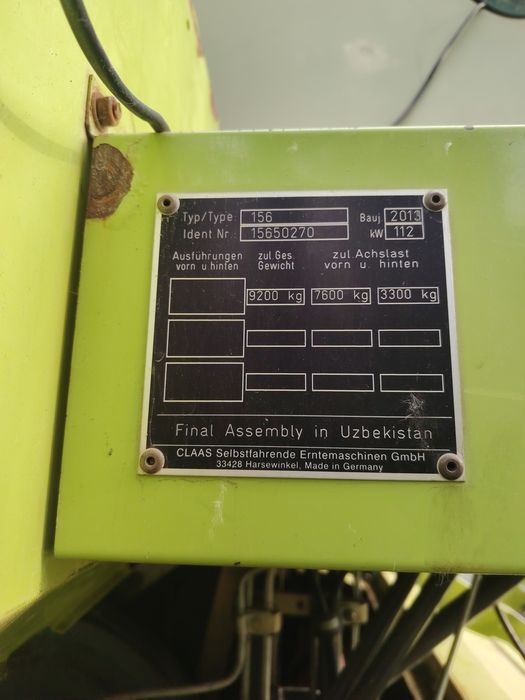 Typ/Type: 156 Bauj. 2013
Ident Nr.: 15650270 kW 112
Ausführungen zul Ges zul. Achslast
vorn u. hinten Gewicht vorn u. hinten
9200 kg 7600 kg 3300 kg
Final Assembly in Uzbekistan
CLAAS Selbstfahrende Erntemaschinen GmbH
33428 Harsewinkel, Made in Germany